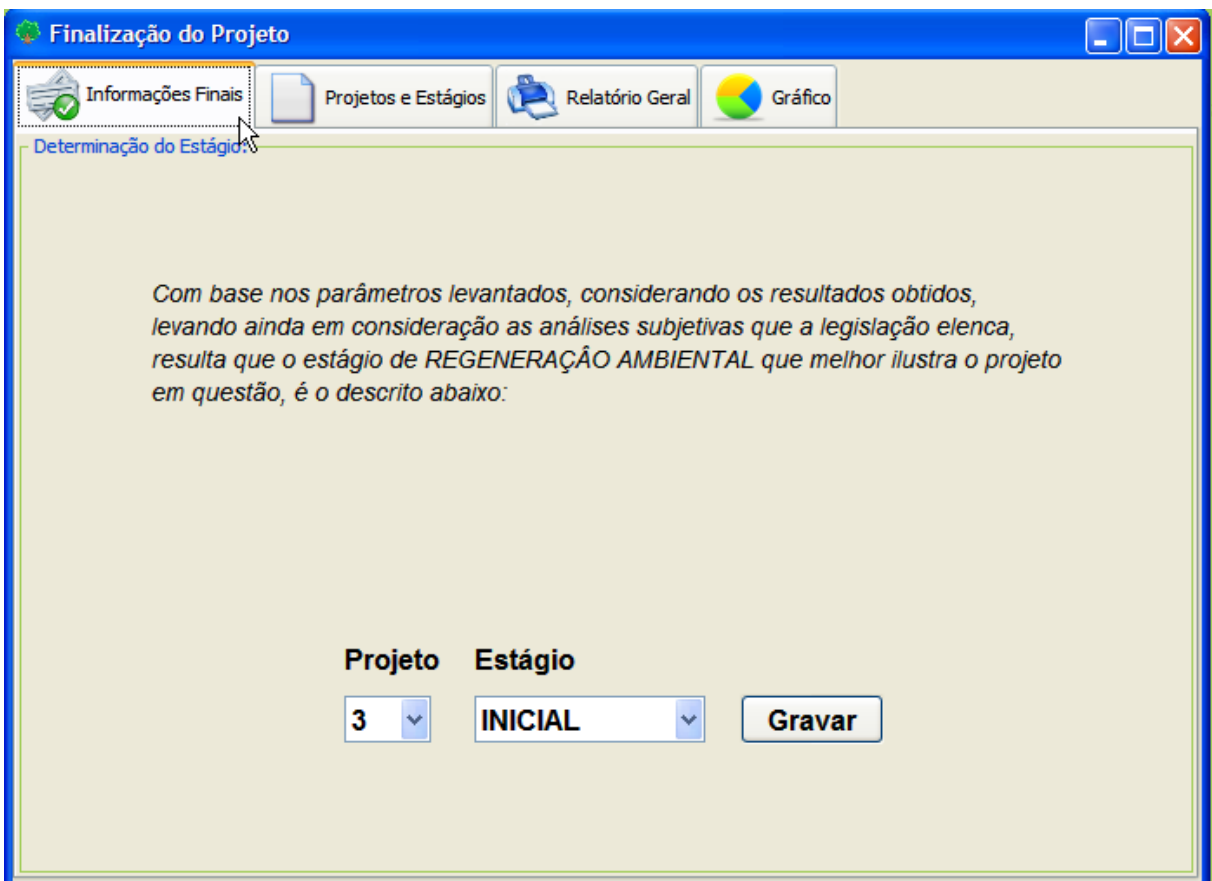 Finalização do Projeto
Informações Finais
Projetos e Estágios
Relatório Geral
Gráfico
Determinação do Estágio:
Com base nos parâmetros levantados, considerando os resultados obtidos,
levando ainda em consideração as análises subjetivas que a legislação elenca,
resulta que o estágio de REGENERAÇÂO AMBIENTAL que melhor ilustra o projeto
em questão, é o descrito abaixo:
Projeto Estágio
3 INICIAL Gravar